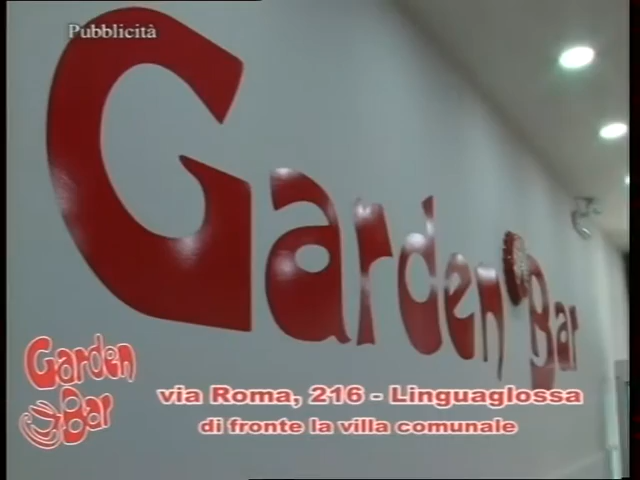 Pubblicità
Garden Bar
Garden
Bar
via Roma, 216 - Linguaglossa
di fronte la villa comunale